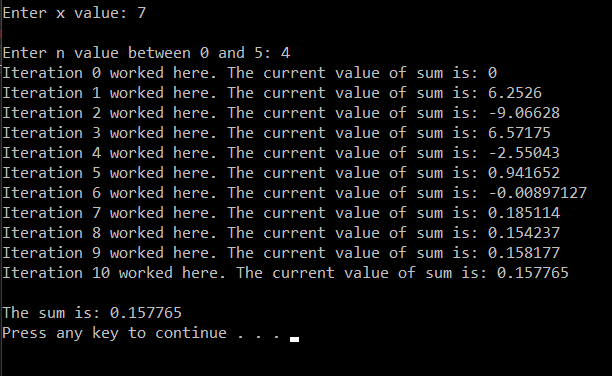 Enter x value: 7
Enter n value between 0 and 5: 4
Iteration 0 worked here. The current value of sum is: 0
Iteration 1 worked here. The current value of sum is: 6.2526
Iteration 2 worked here. The current value of sum is: -9.06628
Iteration 3 worked here. The current value of sum is: 6.57175
Iteration 4 worked here. The current value of sum is: -2.55043
Iteration 5 worked here. The current value of sum is: 0.941652
Iteration 6 worked here. The current value of sum is: -0.00897127
Iteration 7 worked here. The current value of sum is: 0.185114
Iteration 8 worked here. The current value of sum is: 0.154237
Iteration 9 worked here. The current value of sum is: 0.158177
Iteration 10 worked here. The current value of sum is: 0.157765
The sum is: 0.157765
Press any key to continue . . .